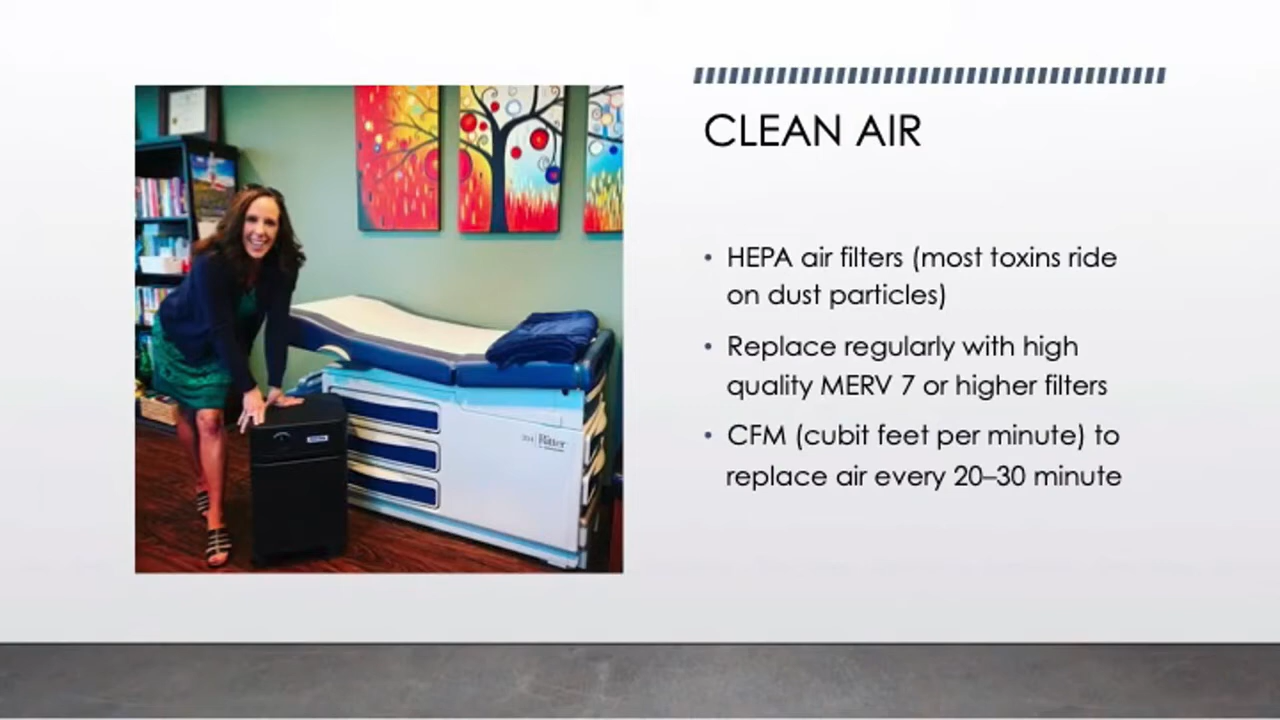 CLEAN AIR
• HEPA air filters (most toxins ride
on dust particles)
• Replace regularly with high
quality MERV 7 or higher filters
• CFM (cubit feet per minute) to
replace air every 20–30 minute
Ritter